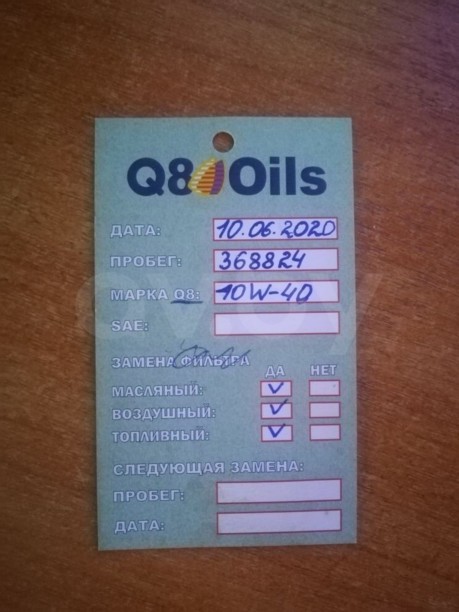 Q8 Oils
ДАТА: 10.06.2020
ПРОБЕГ: 368824
МАРКА Q8: 10W-40
SAE:
ЗАМЕНА ФИЛЬТРА
ДА НЕТ
МАСЛЯНЫЙ: ✓
ВОЗДУШНЫЙ: ✓
ТОПЛИВНЫЙ: ✓
СЛЕДУЮЩАЯ ЗАМЕНА:
ПРОБЕГ:
ДАТА: